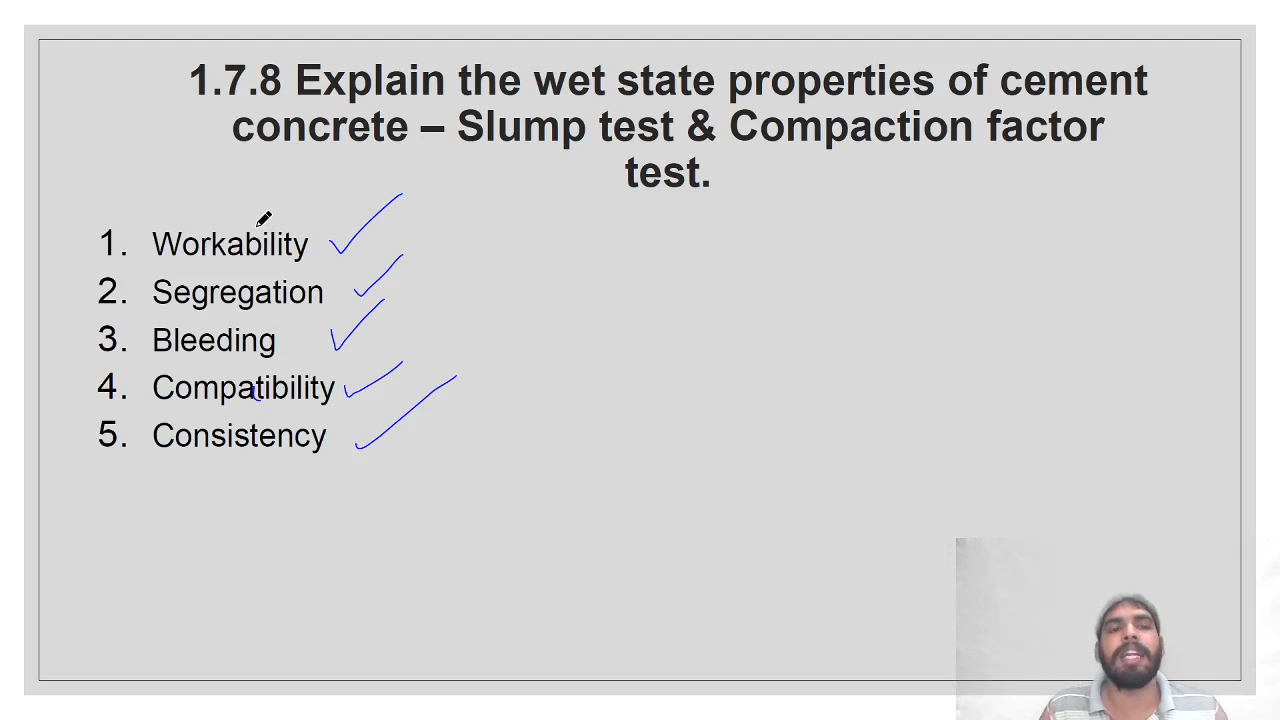 1.7.8 Explain the wet state properties of cement
concrete – Slump test & Compaction factor
test.
1. Workability
2. Segregation
3. Bleeding
4. Compatibility
5. Consistency